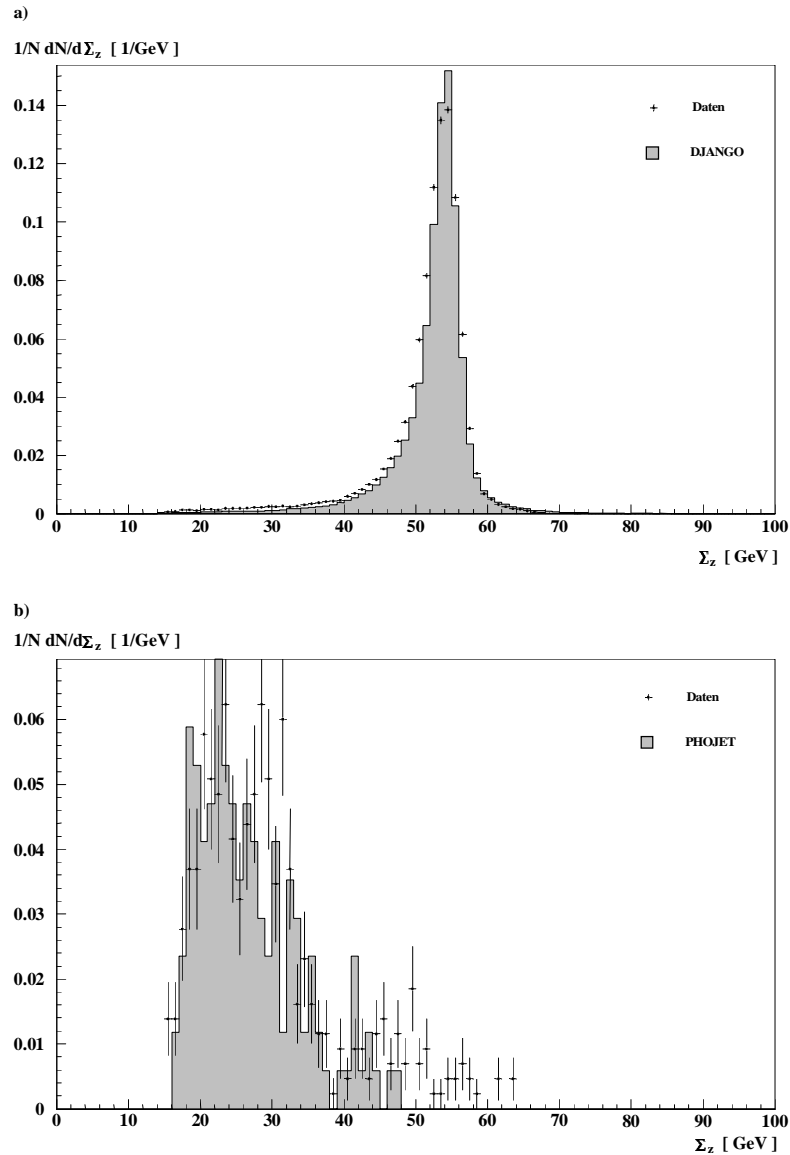 a)
1/N dN/dΣz [ 1/GeV ]
0.14
0.12
0.1
0.08
0.06
0.04
0.02
0
Daten
DJANGO
0 10 20 30 40 50 60 70 80 90 100
Σz [ GeV ]
b)
1/N dN/dΣz [ 1/GeV ]
0.06
0.05
0.04
0.03
0.02
0.01
0
Daten
PHOJET
0 10 20 30 40 50 60 70 80 90 100
Σz [ GeV ]